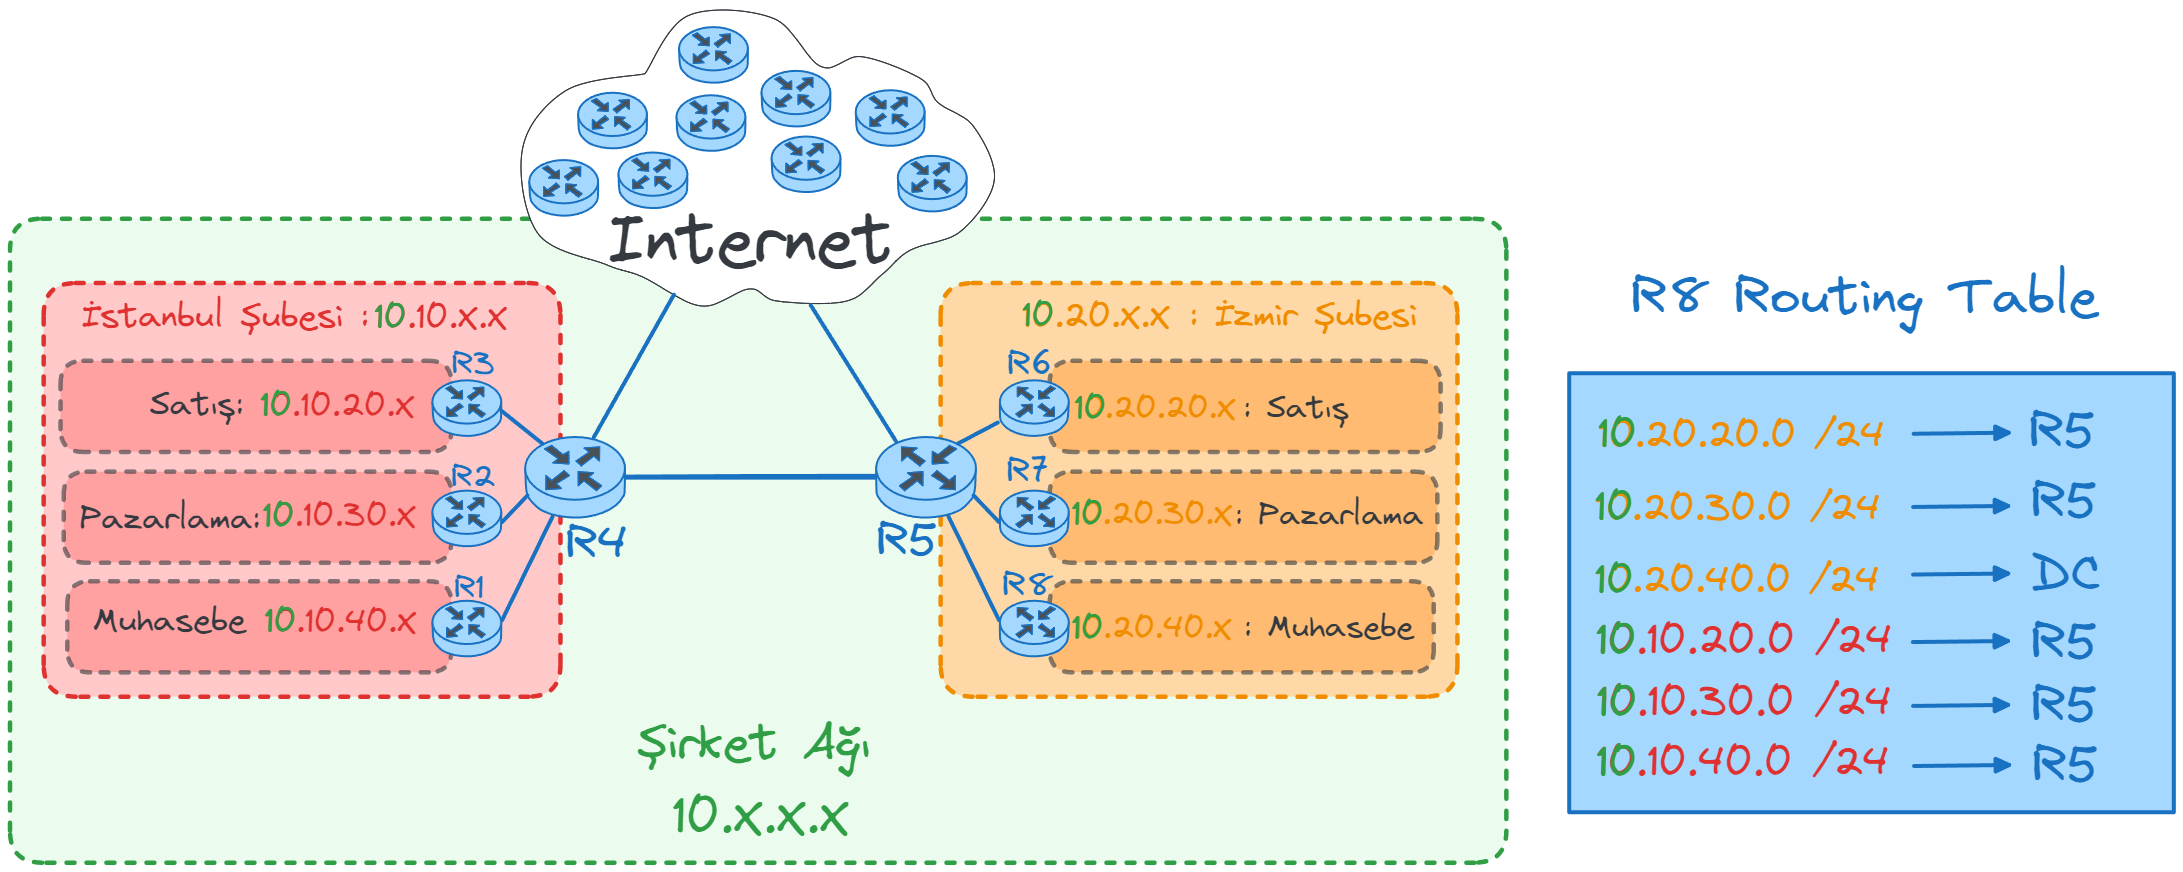 Internet
İstanbul Şubesi : 10.10.x.x
R3
Satış: 10.10.20.x
R2
Pazarlama: 10.10.30.x
R1
Muhasebe 10.10.40.x
R4
R5
10.20.x.x : İzmir Şubesi
R6
10.20.20.x : Satış
R7
10.20.30.x : Pazarlama
R8
10.20.40.x : Muhasebe
Şirket Ağı
10.x.x.x
R8 Routing Table
10.20.20.0 /24 R5
10.20.30.0 /24 R5
10.20.40.0 /24 DC
10.10.20.0 /24 R5
10.10.30.0 /24 R5
10.10.40.0 /24 R5